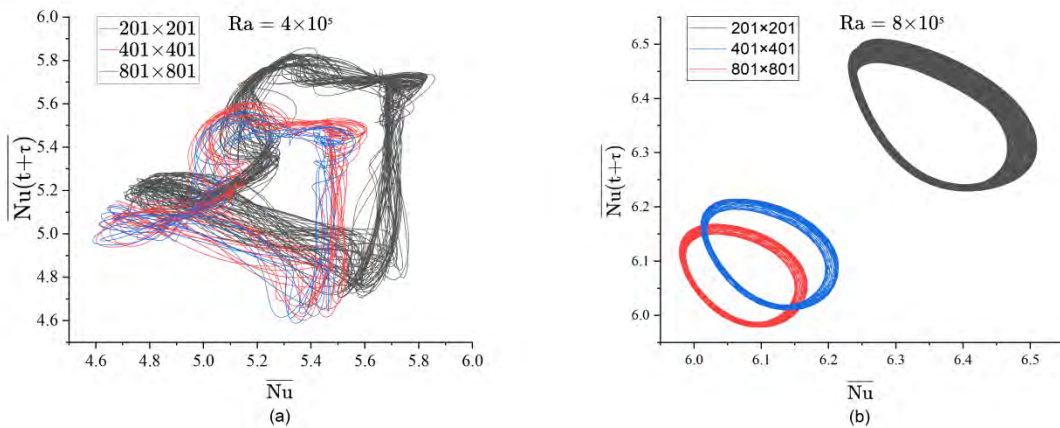 Ra = 4×10⁵
201×201
401×401
801×801
6.0
5.8
5.6
5.4
5.2
5.0
4.8
4.6
Nu(t+τ)
4.6 4.8 5.0 5.2 5.4 5.6 5.8 6.0
Nu
(a)
Ra = 8×10⁵
201×201
401×401
801×801
6.5
6.4
6.3
6.2
6.1
6.0
Nu(t+τ)
6.0 6.1 6.2 6.3 6.4 6.5
Nu
(b)